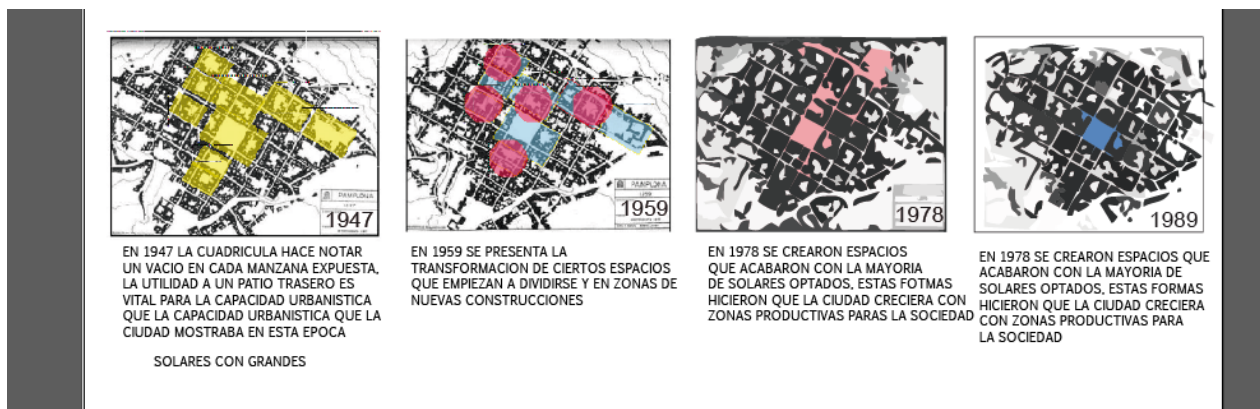 PAMPLONA
1947
PAMPLONA
1959
1959
1978
1989
EN 1947 LA CUADRICULA HACE NOTAR
UN VACIO EN CADA MANZANA EXPUESTA,
LA UTILIDAD A UN PATIO TRASERO ES
VITAL PARA LA CAPACIDAD URBANISTICA
QUE LA CAPACIDAD URBANISTICA QUE LA
CIUDAD MOSTRABA EN ESTA EPOCA
SOLARES CON GRANDES
EN 1959 SE PRESENTA LA
TRANSFORMACION DE CIERTOS ESPACIOS
QUE EMPIEZAN A DIVIDIRSE Y EN ZONAS DE
NUEVAS CONSTRUCCIONES
EN 1978 SE CREARON ESPACIOS
QUE ACABARON CON LA MAYORIA
DE SOLARES OPTADOS, ESTAS FOTMAS
HICIERON QUE LA CIUDAD CRECIERA CON
ZONAS PRODUCTIVAS PARAS LA SOCIEDAD
EN 1978 SE CREARON ESPACIOS QUE
ACABARON CON LA MAYORIA DE
SOLARES OPTADOS, ESTAS FORMAS
HICIERON QUE LA CIUDAD CRECIERA
CON ZONAS PRODUCTIVAS PARA
LA SOCIEDAD